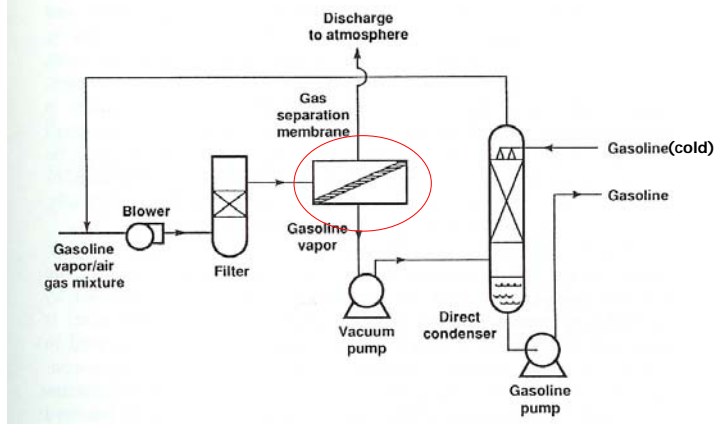 Discharge
to atmosphere
Gas
separation
membrane
Gasoline(cold)
Gasoline
Blower
Gasoline
vapor/air
gas mixture
Filter
Gasoline
vapor
Vacuum
pump
Direct
condenser
Gasoline
pump